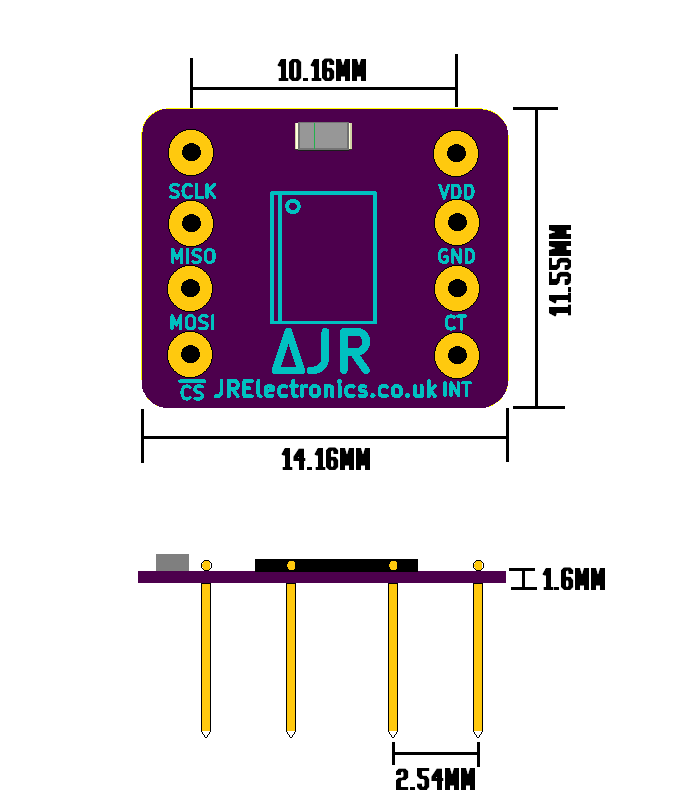 10.16MM
SCLK VDD
MISO GND
MOSI CT
JR
CS JRElectronics.co.uk INT
11.55MM
14.16MM
1.6MM
2.54MM